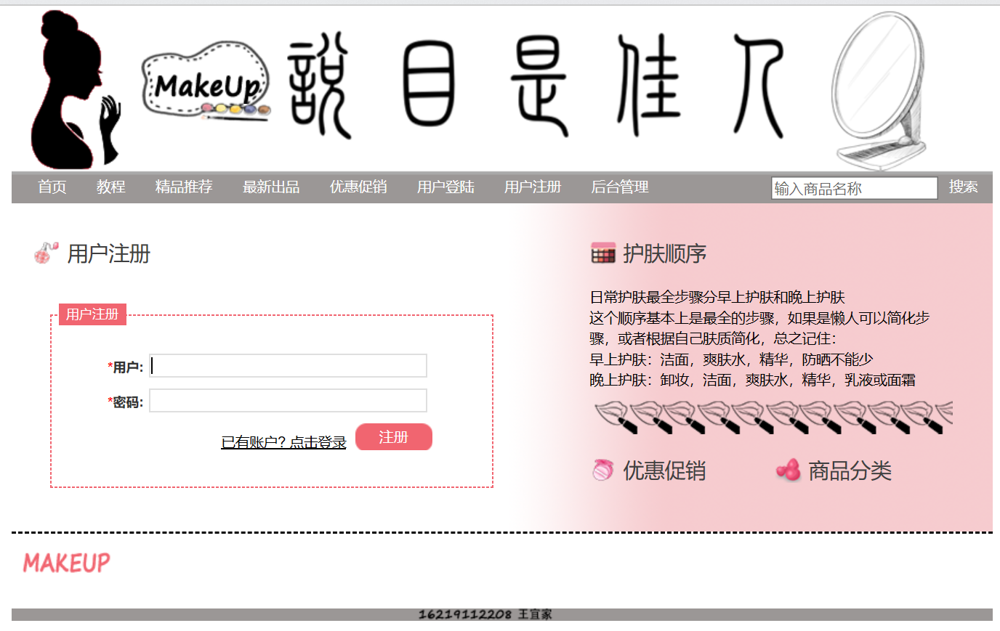 MakeUp
說目是佳人
首页 教程 精品推荐 最新出品 优惠促销 用户登陆 用户注册 后台管理 输入商品名称 搜索
用户注册
用户注册
*用户:
*密码:
已有账户? 点击登录 注册
护肤顺序
日常护肤最全步骤分早上护肤和晚上护肤
这个顺序基本上是最全的步骤，如果是懒人可以简化步
骤，或者根据自己肤质简化，总之记住：
早上护肤：洁面，爽肤水，精华，防晒不能少
晚上护肤：卸妆，洁面，爽肤水，精华，乳液或面霜
优惠促销 商品分类
MAKEUP
16219112208 王宜家